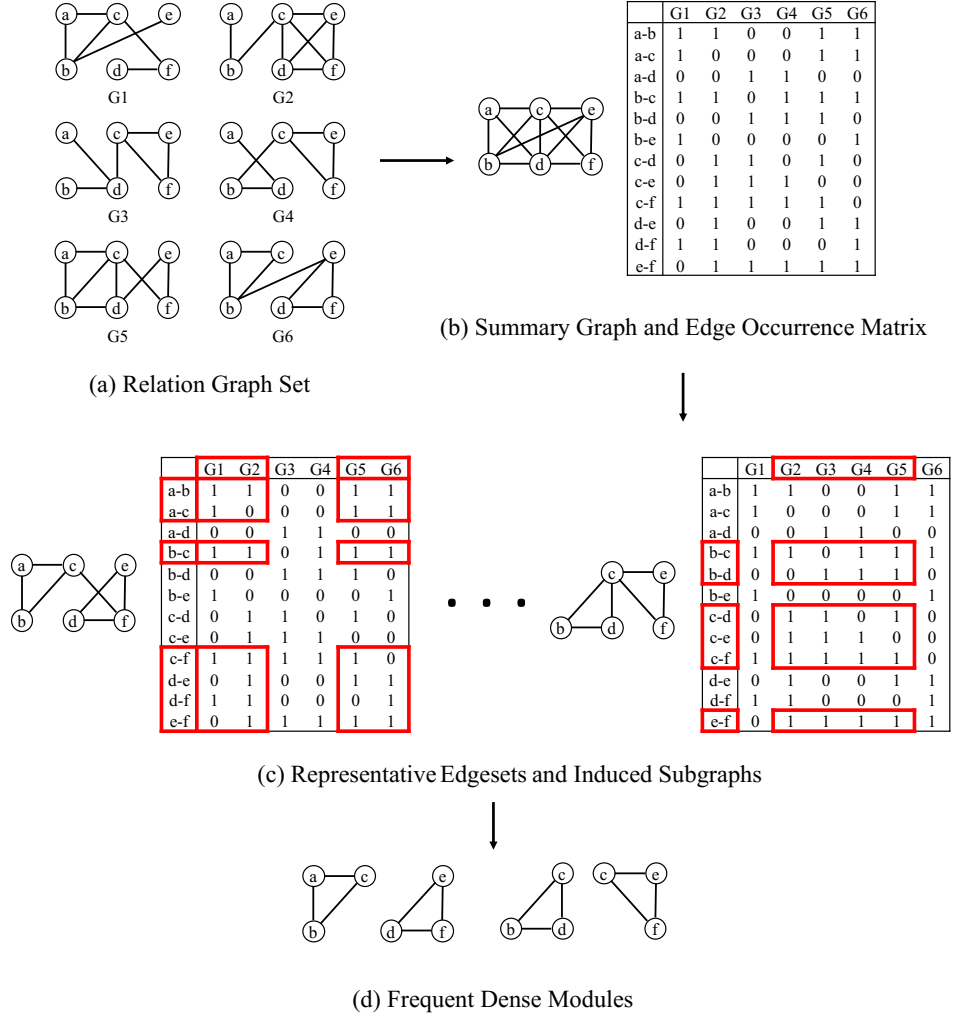 a c e
b d f
G1
a c e
b d f
G2
a c e
b d f
G3
a c e
b d f
G4
a c e
b d f
G5
a c e
b d f
G6
(a) Relation Graph Set
a c e
b d f
G1 G2 G3 G4 G5 G6
a-b 1 1 0 0 1 1
a-c 1 0 0 0 1 1
a-d 0 0 1 1 0 0
b-c 1 1 0 1 1 1
b-d 0 0 1 1 1 0
b-e 1 0 0 0 0 1
c-d 0 1 1 0 1 0
c-e 0 1 1 1 0 0
c-f 1 1 1 1 1 0
d-e 0 1 0 0 1 1
d-f 1 1 0 0 0 1
e-f 0 1 1 1 1 1
(b) Summary Graph and Edge Occurrence Matrix
a c e
b d f
G1 G2 G3 G4 G5 G6
a-b 1 1 0 0 1 1
a-c 1 0 0 0 1 1
a-d 0 0 1 1 0 0
b-c 1 1 0 1 1 1
b-d 0 0 1 1 1 0
b-e 1 0 0 0 0 1
c-d 0 1 1 0 1 0
c-e 0 1 1 1 0 0
c-f 1 1 1 1 1 0
d-e 0 1 0 0 1 1
d-f 1 1 0 0 0 1
e-f 0 1 1 1 1 1
c e
b d f
G1 G2 G3 G4 G5 G6
a-b 1 1 0 0 1 1
a-c 1 0 0 0 1 1
a-d 0 0 1 1 0 0
b-c 1 1 0 1 1 1
b-d 0 0 1 1 1 0
b-e 1 0 0 0 0 1
c-d 0 1 1 0 1 0
c-e 0 1 1 1 0 0
c-f 1 1 1 1 1 0
d-e 0 1 0 0 1 1
d-f 1 1 0 0 0 1
e-f 0 1 1 1 1 1
(c) Representative Edgesets and Induced Subgraphs
a c
b
e
d f
c
b d
c e
f
(d) Frequent Dense Modules